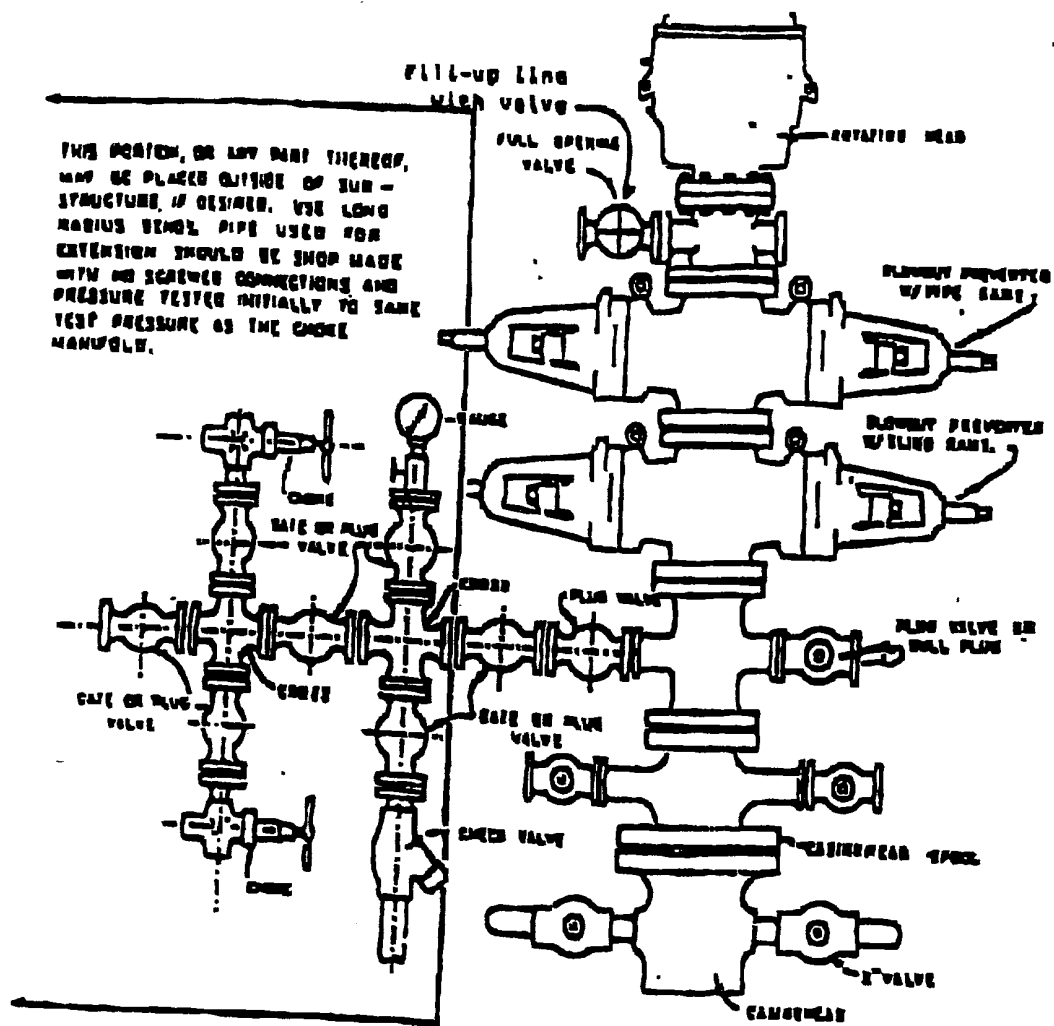 Fill-up line
with valve
FULL OPENING
VALVE
ROTATING HEAD
THIS PORTION, OR ANY PART THEREOF,
MAY BE PLACED OUTSIDE OF SUB-
STRUCTURE, IF DESIRED. USE LONG
RADIUS BENDS. PIPE USED FOR
EXTENSION SHOULD BE SHOP MADE
WITH NO SCREWED CONNECTIONS AND
PRESSURE TESTED INITIALLY TO SAME
TEST PRESSURE AS THE CHOKE
MANIFOLD.
BLOWOUT PREVENTER
W/PIPE RAMS.
GAUGE
BLOWOUT PREVENTER
W/BLIND RAMS.
CHOKE
GATE OR PLUG
VALVE
CROSS
PLUG VALVE
PLUG VALVE OR
BULL PLUG
GATE OR PLUG
VALVE
CROSS
GATE OR PLUG
VALVE
CHECK VALVE
CASINGHEAD SPOOL
CHOKE
2" VALVE
CASINGHEAD